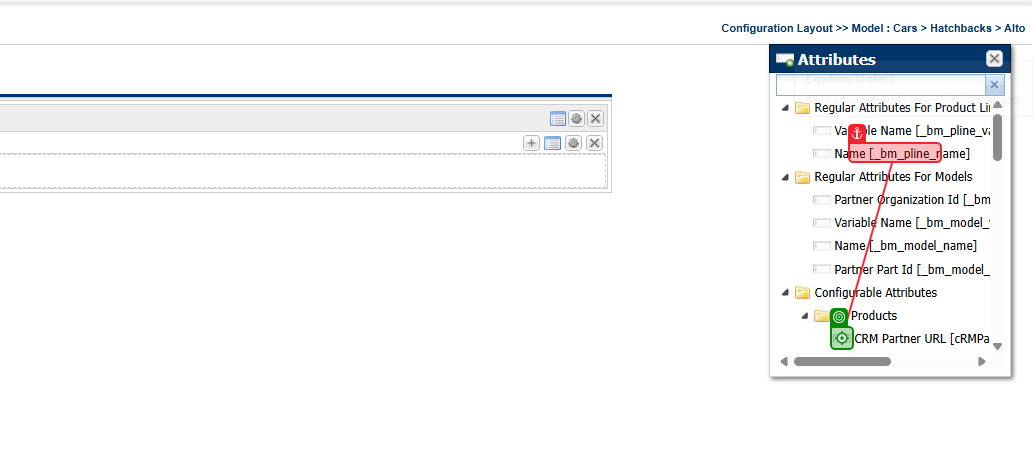 Configuration Layout >> Model : Cars > Hatchbacks > Alto
Attributes
Confirm (Enter)
Regular Attributes For Product Li
Variable Name [_bm_pline_va
Name [_bm_pline_name]
Regular Attributes For Models
Partner Organization Id [_bm
Variable Name [_bm_model_
Name [_bm_model_name]
Partner Part Id [_bm_model_
Configurable Attributes
Products
CRM Partner URL [cRMPa